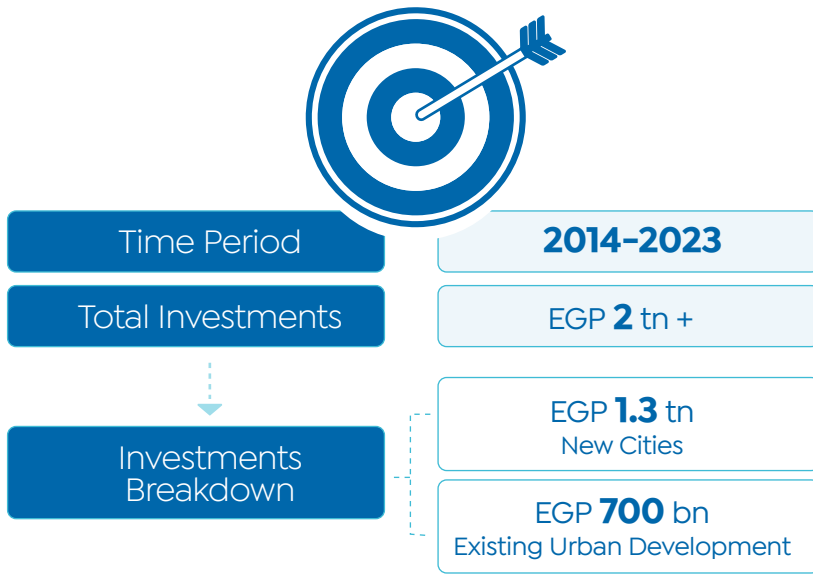 Time Period
2014-2023
Total Investments
EGP 2 tn +
Investments
Breakdown
EGP 1.3 tn
New Cities
EGP 700 bn
Existing Urban Development